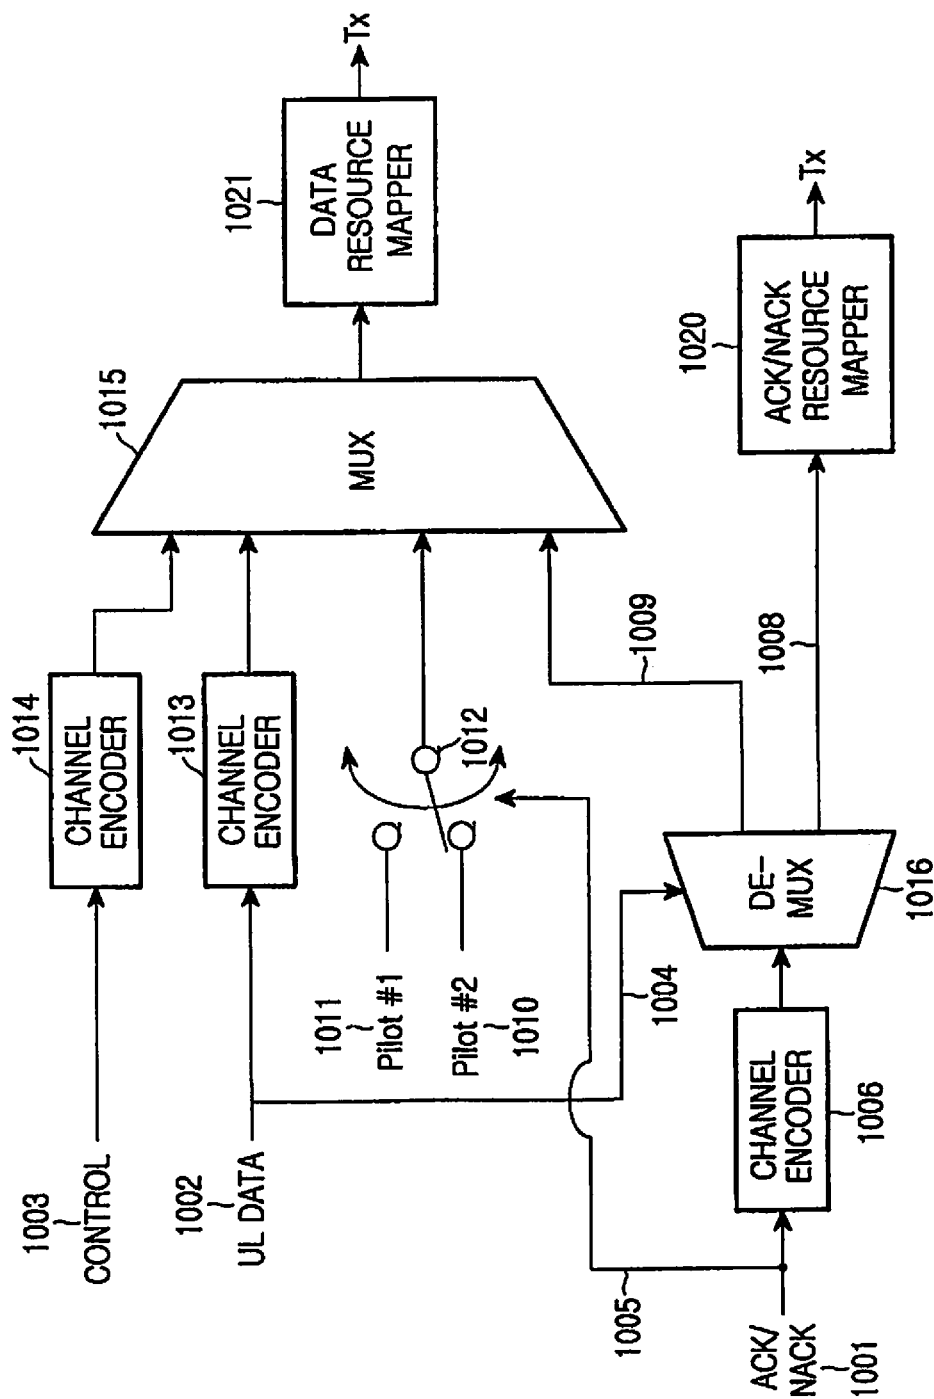 1003
CONTROL
1014
CHANNEL
ENCODER
1002
UL DATA
1013
CHANNEL
ENCODER
1011
Pilot #1
Pilot #2
1010
1012
1015
MUX
1021
DATA
RESOURCE
MAPPER
Tx
1004
1005
ACK/
NACK
1001
CHANNEL
ENCODER
1006
DE-
MUX
1016
1009
1008
1020
ACK/NACK
RESOURCE
MAPPER
Tx